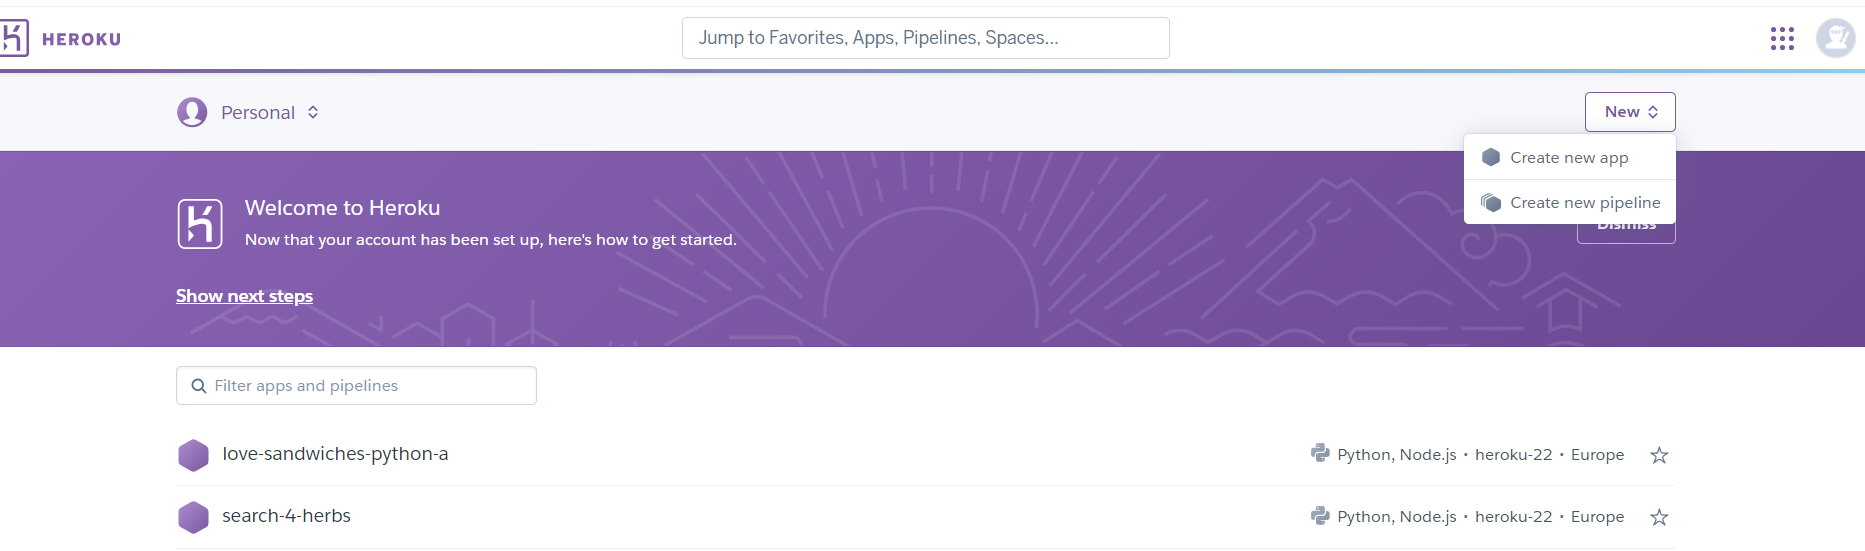 HEROKU
Jump to Favorites, Apps, Pipelines, Spaces...
Personal
New
Create new app
Create new pipeline
Dismiss
Welcome to Heroku
Now that your account has been set up, here's how to get started.
Show next steps
Filter apps and pipelines
love-sandwiches-python-a
Python, Node.js • heroku-22 • Europe
search-4-herbs
Python, Node.js • heroku-22 • Europe